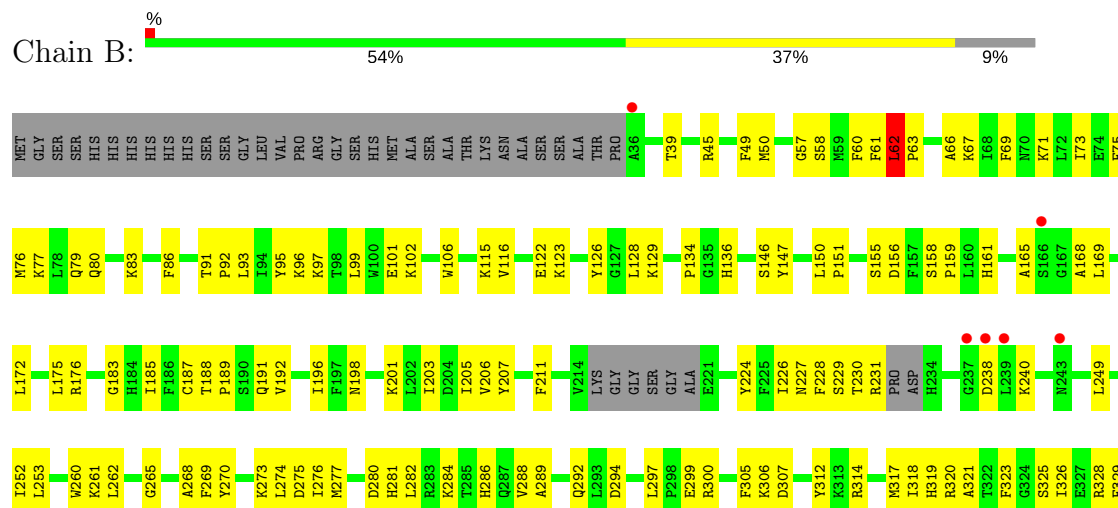 %
Chain B:
54% 37% 9%
MET GLY SER SER HIS HIS HIS HIS HIS HIS SER SER GLY LEU VAL PRO ARG GLY SER HIS MET ALA SER ALA THR LYS ASN ALA SER SER ALA THR PRO A36 T39 R45 F49 M50 G57 S58 M59 F60 F61 L62 P63 A66 K67 I68 F69 N70 K71 L72 I73 E74 E75
M76 K77 L78 Q79 Q80 K83 F86 T91 P92 L93 I94 Y95 K96 K97 T98 L99 W100 E101 K102 W106 K115 V116 E122 K123 Y126 G127 L128 K129 P134 G135 H136 S146 Y147 L150 P151 S155 D156 F157 S158 P159 L160 H161 A165 S166 G167 A168 L169
L172 L175 R176 G183 H184 I185 F186 C187 T188 P189 S190 Q191 V192 I196 F197 N198 K201 L202 I203 D204 I205 V206 Y207 F211 V214 LYS GLY GLY SER GLY ALA E221 Y224 F225 I226 N227 F228 S229 T230 R231 PRO ASP H234 G237 D238 L239 K240 N243 L249
I252 L253 W260 K261 L262 G265 A268 F269 Y270 K273 L274 D275 I276 M277 D280 H281 L282 R283 K284 T285 H286 Q287 V288 A289 Q292 L293 D294 L297 P298 E299 R300 F305 K306 D307 Y312 K313 R314 M317 I318 H319 R320 A321 T322 F323 G324 S325 I326 E327 R328